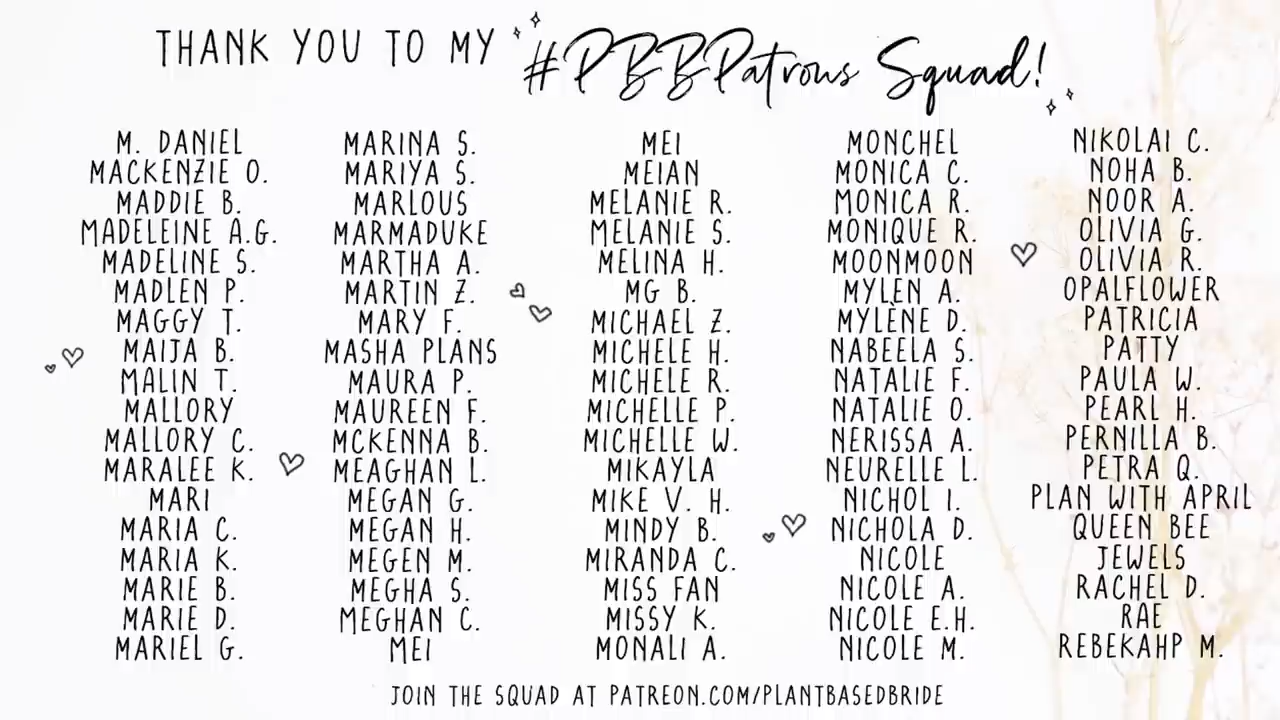 THANK YOU TO MY #PBBPatrons Squad!
M. DANIEL
MACKENZIE O.
MADDIE B.
MADELEINE A.G.
MADELINE S.
MADLEN P.
MAGGY T.
MAIJA B.
MALIN T.
MALLORY
MALLORY C.
MARALEE K.
MARI
MARIA C.
MARIA K.
MARIE B.
MARIE D.
MARIEL G.
MARINA S.
MARIYA S.
MARLOUS
MARMADUKE
MARTHA A.
MARTIN Z.
MARY F.
MASHA PLANS
MAURA P.
MAUREEN F.
MCKENNA B.
MEAGHAN L.
MEGAN G.
MEGAN H.
MEGEN M.
MEGHA S.
MEGHAN C.
MEI
MEI
MEIAN
MELANIE R.
MELANIE S.
MELINA H.
MG B.
MICHAEL Z.
MICHELE H.
MICHELE R.
MICHELLE P.
MICHELLE W.
MIKAYLA
MIKE V. H.
MINDY B.
MIRANDA C.
MISS FAN
MISSY K.
MONALI A.
MONCHEL
MONICA C.
MONICA R.
MONIQUE R.
MOONMOON
MYLÈN A.
MYLÈNE D.
NABEELA S.
NATALIE F.
NATALIE O.
NERISSA A.
NEURELLE L.
NICHOL I.
NICHOLA D.
NICOLE
NICOLE A.
NICOLE E.H.
NICOLE M.
NIKOLAI C.
NOHA B.
NOOR A.
OLIVIA G.
OLIVIA R.
OPALFLOWER
PATRICIA
PATTY
PAULA W.
PEARL H.
PERNILLA B.
PETRA Q.
PLAN WITH APRIL
QUEEN BEE
JEWELS
RACHEL D.
RAE
REBEKAHP M.
JOIN THE SQUAD AT PATREON.COM/PLANTBASEDBRIDE